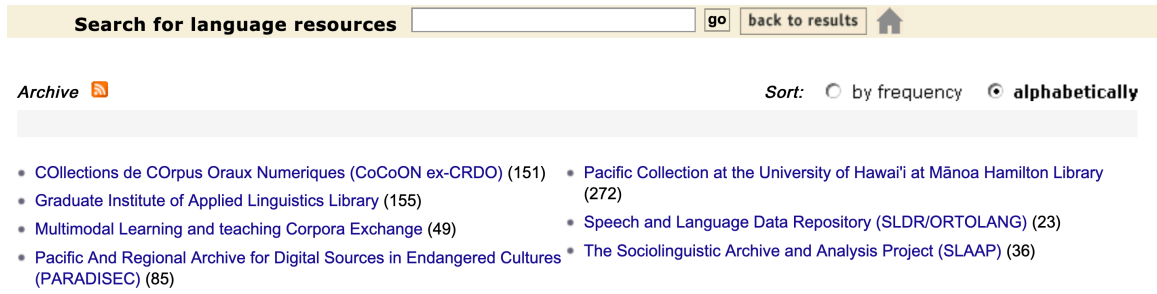 Search for language resources go back to results
Archive Sort: by frequency alphabetically
COllections de COrpus Oraux Numeriques (CoCoON ex-CRDO) (151)
Graduate Institute of Applied Linguistics Library (155)
Multimodal Learning and teaching Corpora Exchange (49)
Pacific And Regional Archive for Digital Sources in Endangered Cultures
(PARADISEC) (85)
Pacific Collection at the University of Hawai'i at Mānoa Hamilton Library
(272)
Speech and Language Data Repository (SLDR/ORTOLANG) (23)
The Sociolinguistic Archive and Analysis Project (SLAAP) (36)